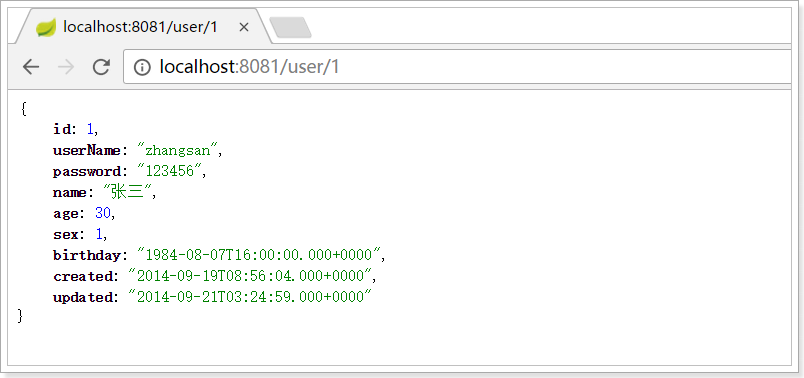 localhost:8081/user/1
localhost:8081/user/1
{
id: 1,
userName: "zhangsan",
password: "123456",
name: "张三",
age: 30,
sex: 1,
birthday: "1984-08-07T16:00:00.000+0000",
created: "2014-09-19T08:56:04.000+0000",
updated: "2014-09-21T03:24:59.000+0000"
}